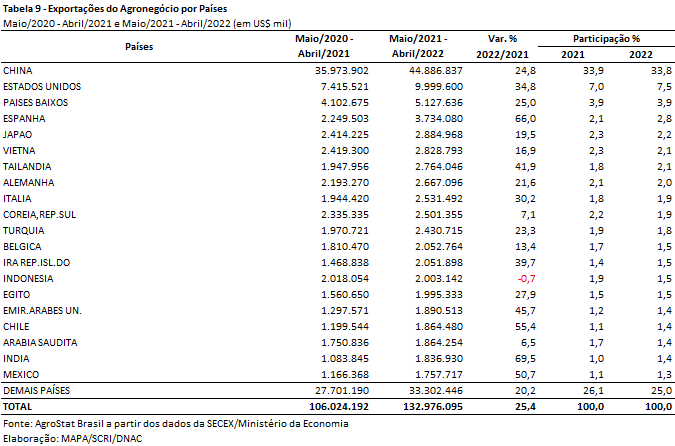 Tabela 9 - Exportações do Agronegócio por Países
Maio/2020 - Abril/2021 e Maio/2021 - Abril/2022 (em US$ mil)
Países Maio/2020 - Abril/2021 Maio/2021 - Abril/2022 Var. % 2022/2021 Participação % 2021 2022
CHINA 35.973.902 44.886.837 24,8 33,9 33,8
ESTADOS UNIDOS 7.415.521 9.999.600 34,8 7,0 7,5
PAISES BAIXOS 4.102.675 5.127.636 25,0 3,9 3,9
ESPANHA 2.249.503 3.734.080 66,0 2,1 2,8
JAPAO 2.414.225 2.884.968 19,5 2,3 2,2
VIETNA 2.419.300 2.828.793 16,9 2,3 2,1
TAILANDIA 1.947.956 2.764.046 41,9 1,8 2,1
ALEMANHA 2.193.270 2.667.096 21,6 2,1 2,0
ITALIA 1.944.420 2.531.492 30,2 1,8 1,9
COREIA,REP.SUL 2.335.335 2.501.355 7,1 2,2 1,9
TURQUIA 1.970.721 2.430.715 23,3 1,9 1,8
BELGICA 1.810.470 2.052.764 13,4 1,7 1,5
IRA REP.ISL.DO 1.468.838 2.051.898 39,7 1,4 1,5
INDONESIA 2.018.054 2.003.142 -0,7 1,9 1,5
EGITO 1.560.650 1.995.333 27,9 1,5 1,5
EMIR.ARABES UN. 1.297.571 1.890.513 45,7 1,2 1,4
CHILE 1.199.544 1.864.480 55,4 1,1 1,4
ARABIA SAUDITA 1.750.836 1.864.254 6,5 1,7 1,4
INDIA 1.083.845 1.836.930 69,5 1,0 1,4
MEXICO 1.166.368 1.757.717 50,7 1,1 1,3
DEMAIS PAÍSES 27.701.190 33.302.446 20,2 26,1 25,0
TOTAL 106.024.192 132.976.095 25,4 100,0 100,0
Fonte: AgroStat Brasil a partir dos dados da SECEX/Ministério da Economia
Elaboração: MAPA/SCRI/DNAC